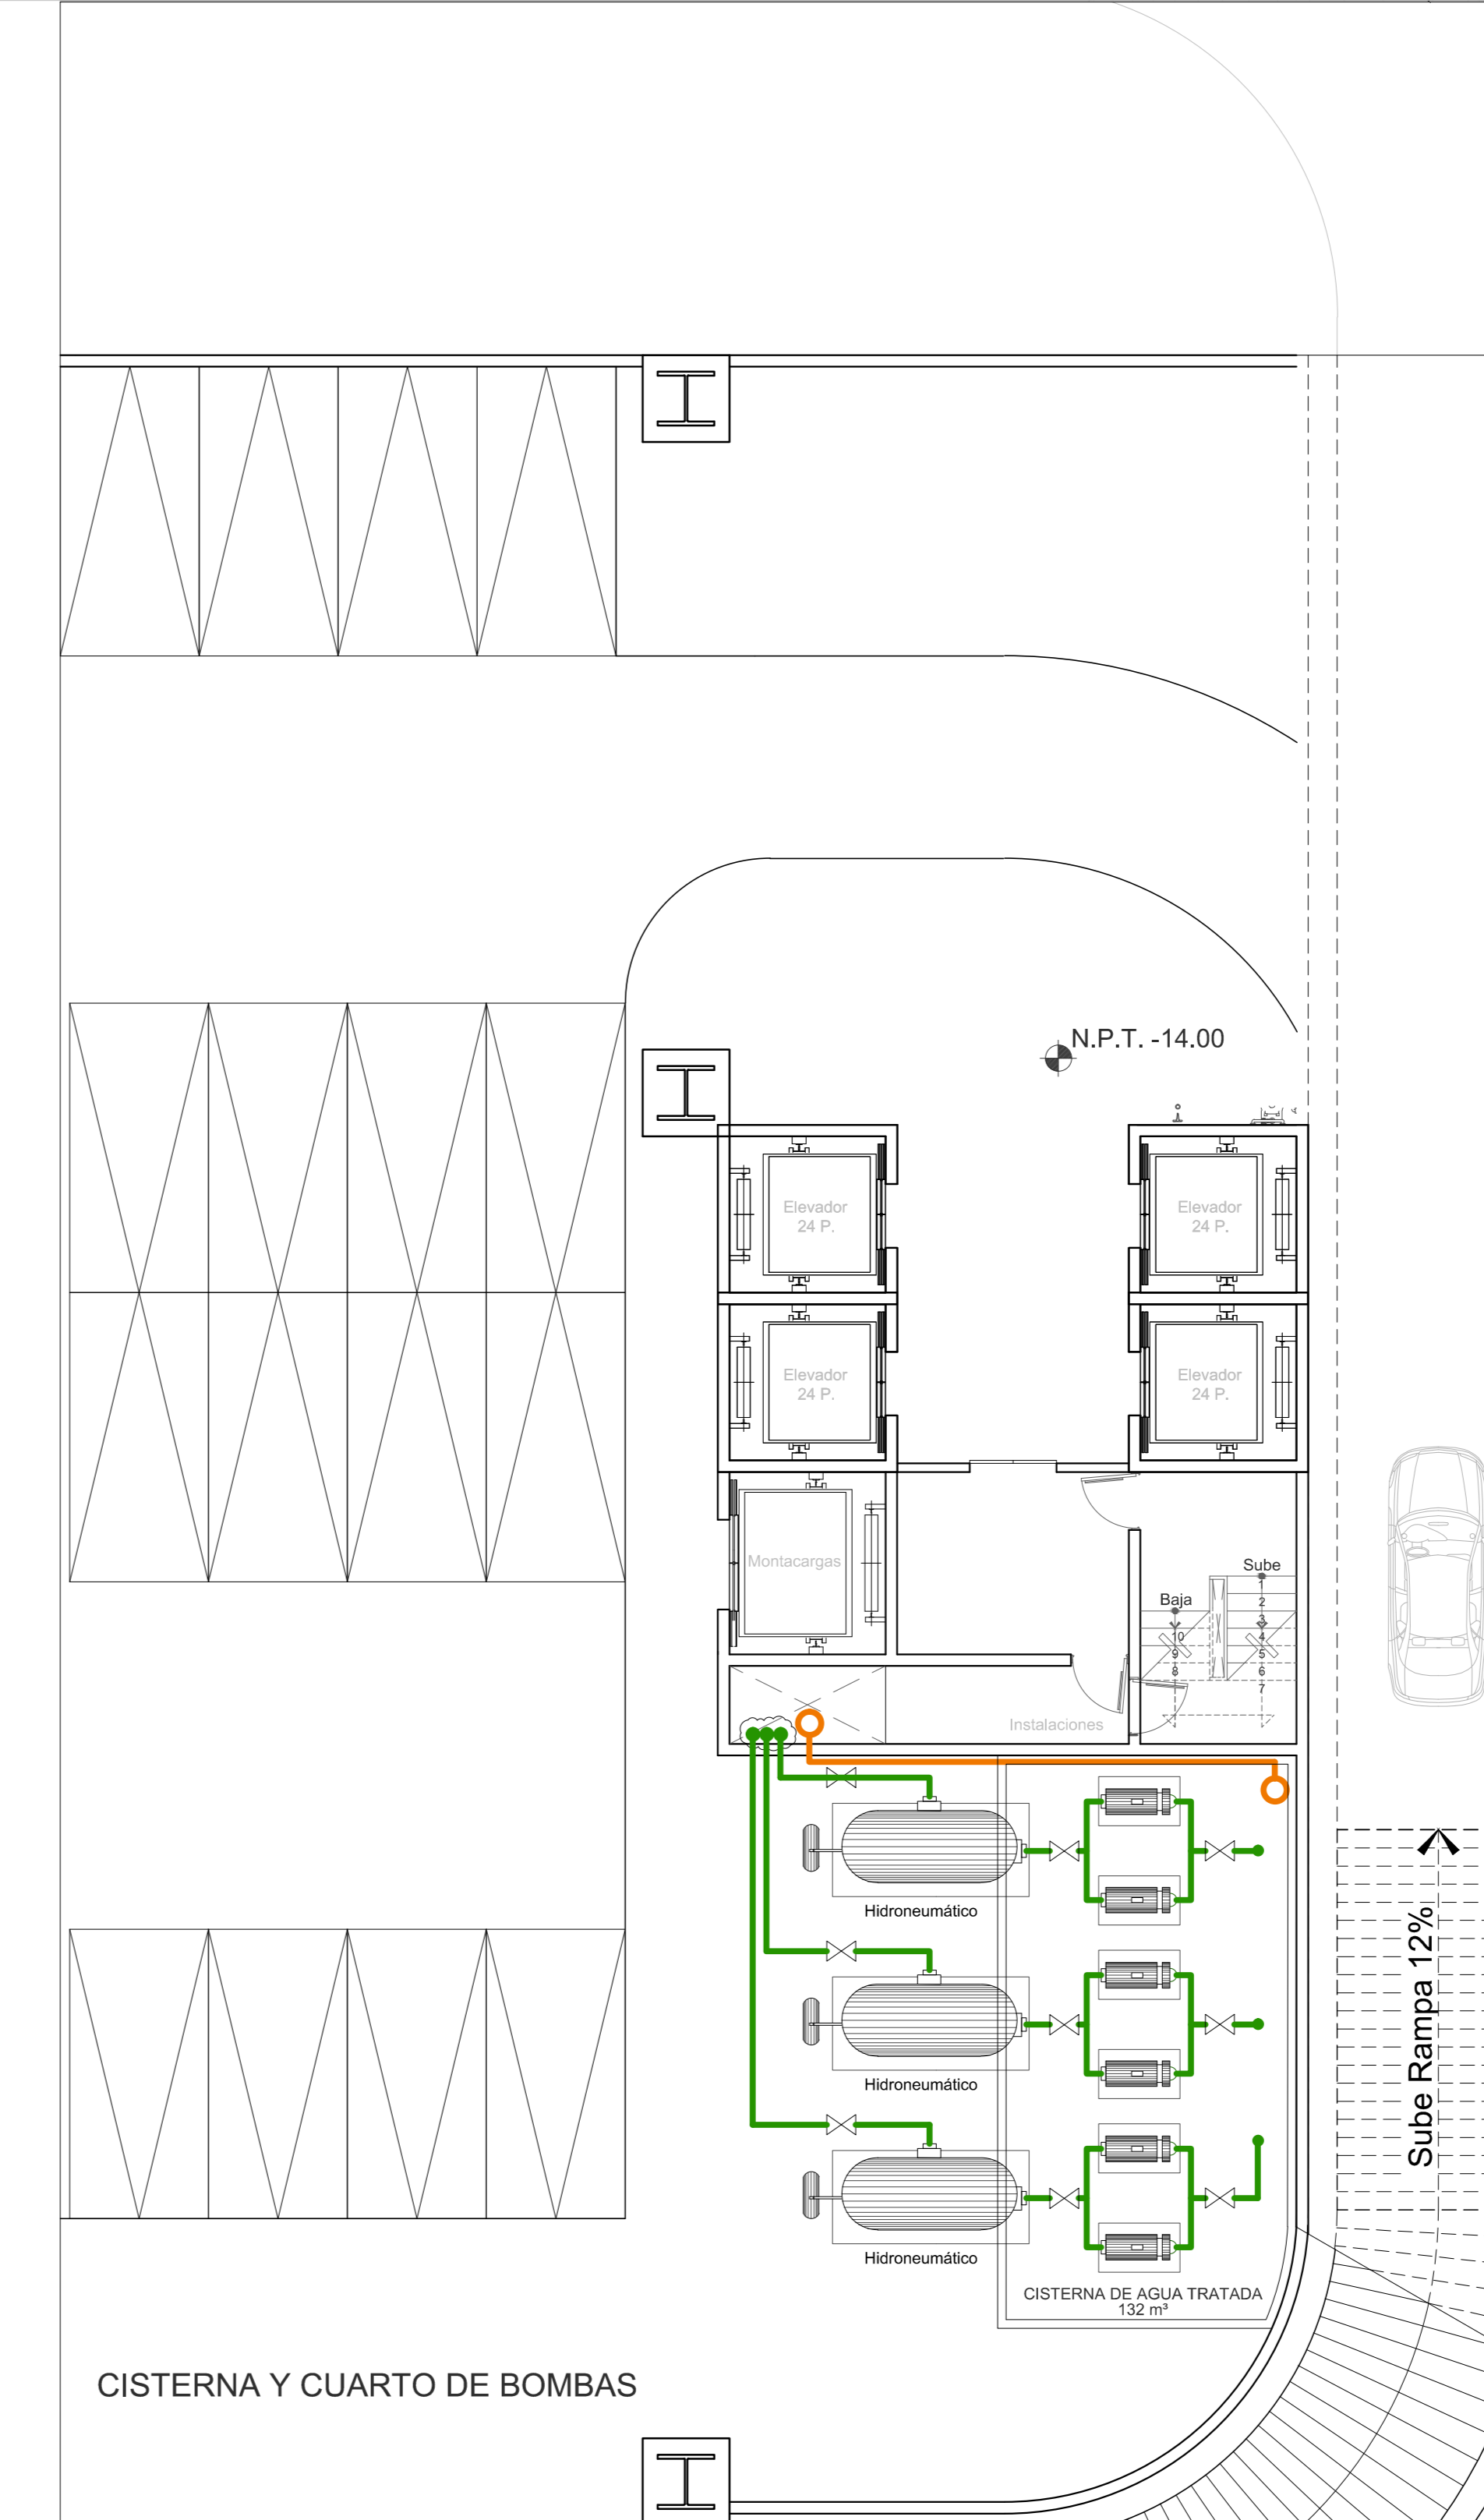 N.P.T. -14.00
Elevador
24 P.
Elevador
24 P.
Elevador
24 P.
Elevador
24 P.
Montacargas
Sube
1
2
3
4
5
6
7
Baja
10
9
8
Instalaciones
Hidroneumático
Hidroneumático
Hidroneumático
Sube Rampa 12%
CISTERNA DE AGUA TRATADA
132 m³
CISTERNA Y CUARTO DE BOMBAS